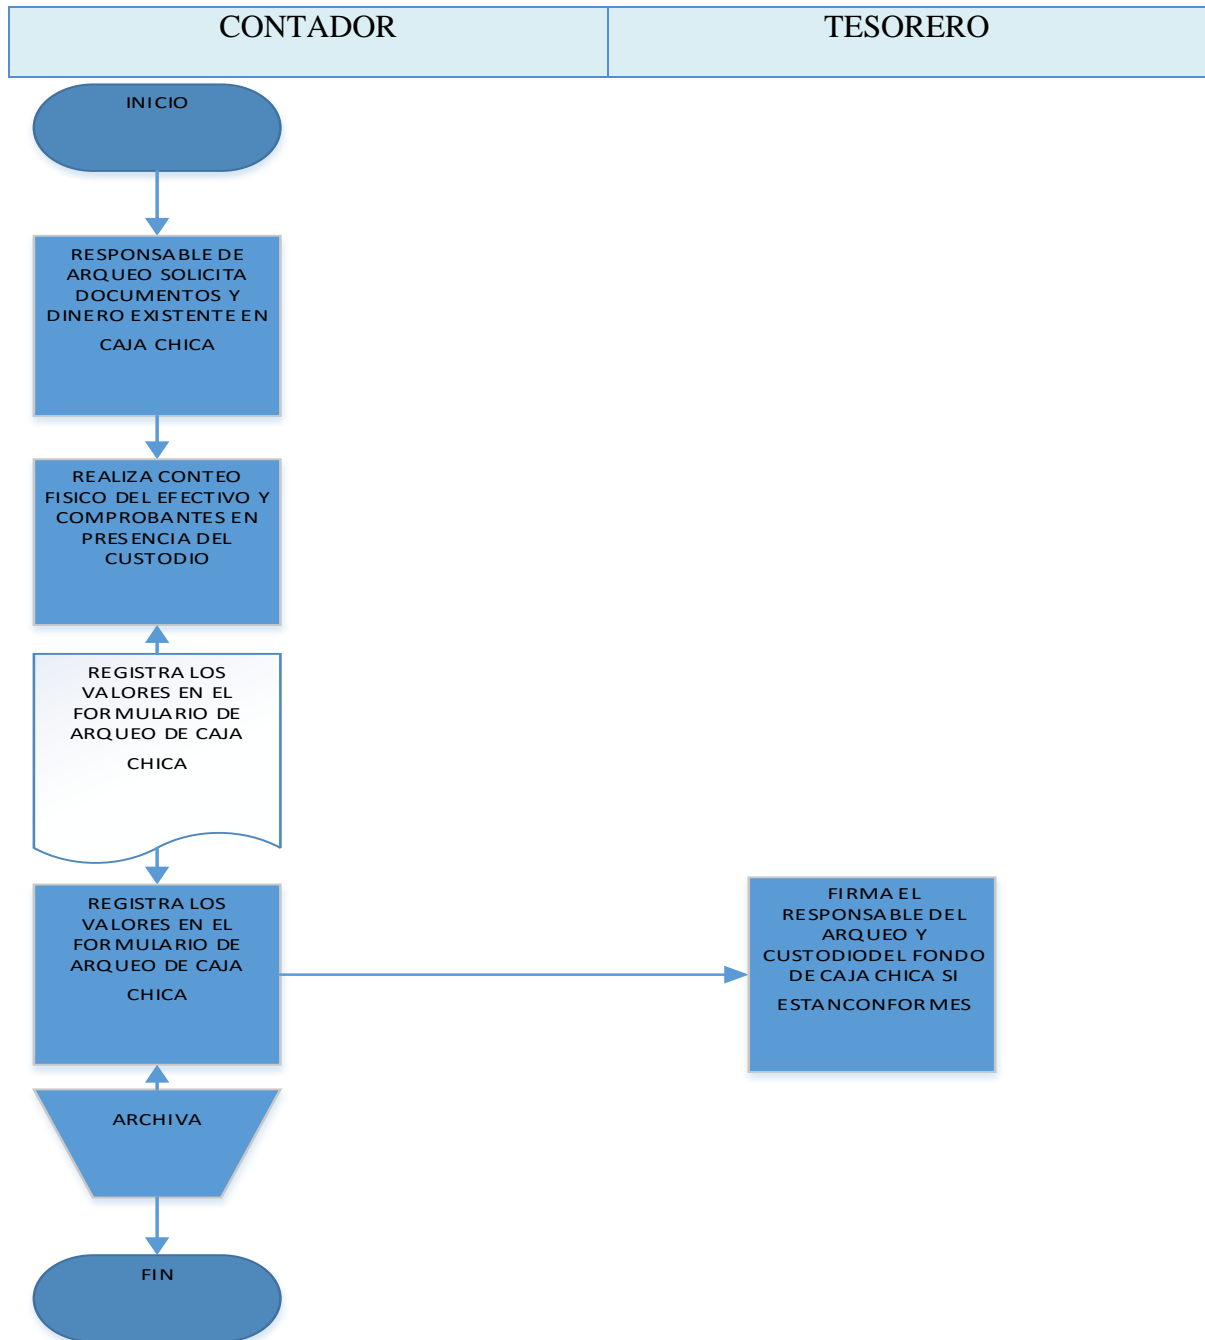 CONTADOR
TESORERO
INICIO
RESPONSABLE DE
ARQUEO SOLICITA
DOCUMENTOS Y
DINERO EXISTENTE EN
CAJA CHICA
REALIZA CONTEO
FISICO DEL EFECTIVO Y
COMPROBANTES EN
PRESENCIA DEL
CUSTODIO
REGISTRA LOS
VALORES EN EL
FORMULARIO DE
ARQUEO DE CAJA
CHICA
REGISTRA LOS
VALORES EN EL
FORMULARIO DE
ARQUEO DE CAJA
CHICA
FIRMA EL
RESPONSABLE DEL
ARQUEO Y
CUSTODIODEL FONDO
DE CAJA CHICA SI
ESTANCONFORMES
ARCHIVA
FIN